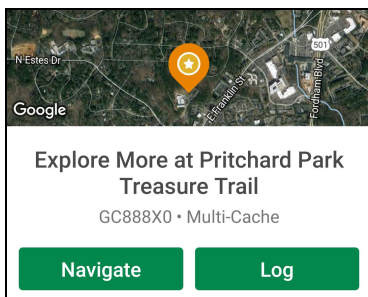 501
N Estes Dr
E Franklin St
Fordham Blvd
Google
Explore More at Pritchard Park
Treasure Trail
GC888X0 • Multi-Cache
Navigate
Log